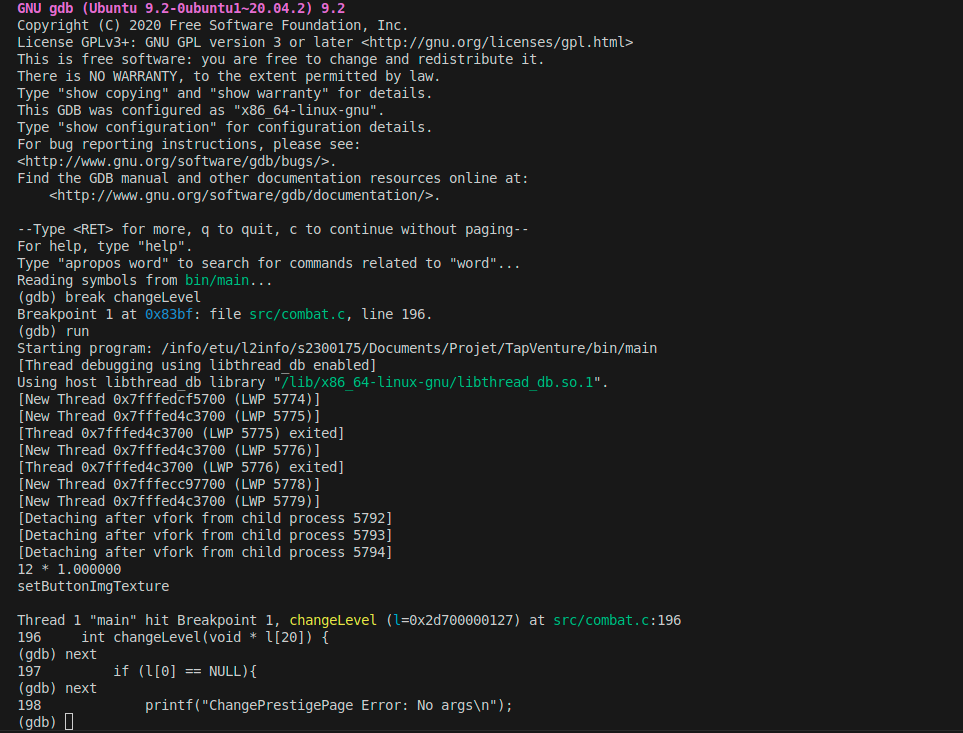 GNU gdb (Ubuntu 9.2-0ubuntu1~20.04.2) 9.2
Copyright (C) 2020 Free Software Foundation, Inc.
License GPLv3+: GNU GPL version 3 or later <http://gnu.org/licenses/gpl.html>
This is free software: you are free to change and redistribute it.
There is NO WARRANTY, to the extent permitted by law.
Type "show copying" and "show warranty" for details.
This GDB was configured as "x86_64-linux-gnu".
Type "show configuration" for configuration details.
For bug reporting instructions, please see:
<http://www.gnu.org/software/gdb/bugs/>.
Find the GDB manual and other documentation resources online at:
    <http://www.gnu.org/software/gdb/documentation/>.

--Type <RET> for more, q to quit, c to continue without paging--
For help, type "help".
Type "apropos word" to search for commands related to "word"...
Reading symbols from bin/main...
(gdb) break changeLevel
Breakpoint 1 at 0x83bf: file src/combat.c, line 196.
(gdb) run
Starting program: /info/etu/l2info/s2300175/Documents/Projet/TapVenture/bin/main
[Thread debugging using libthread_db enabled]
Using host libthread_db library "/lib/x86_64-linux-gnu/libthread_db.so.1".
[New Thread 0x7fffedcf5700 (LWP 5774)]
[New Thread 0x7fffed4c3700 (LWP 5775)]
[Thread 0x7fffed4c3700 (LWP 5775) exited]
[New Thread 0x7fffed4c3700 (LWP 5776)]
[Thread 0x7fffed4c3700 (LWP 5776) exited]
[New Thread 0x7fffecc97700 (LWP 5778)]
[New Thread 0x7fffed4c3700 (LWP 5779)]
[Detaching after vfork from child process 5792]
[Detaching after vfork from child process 5793]
[Detaching after vfork from child process 5794]
12 * 1.000000
setButtonImgTexture

Thread 1 "main" hit Breakpoint 1, changeLevel (l=0x2d700000127) at src/combat.c:196
196     int changeLevel(void * l[20]) {
(gdb) next
197         if (l[0] == NULL){
(gdb) next
198             printf("ChangePrestigePage Error: No args\n");
(gdb)